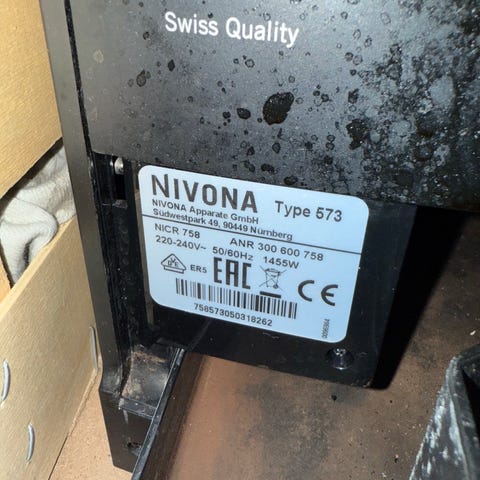 Swiss Quality
NIVONA Type 573
NIVONA Apparate GmbH
Südwestpark 49, 90449 Nürnberg
NICR 758 ANR 300 600 758
220-240V~ 50/60Hz 1455W
ER5 EAC CE
758573050318262